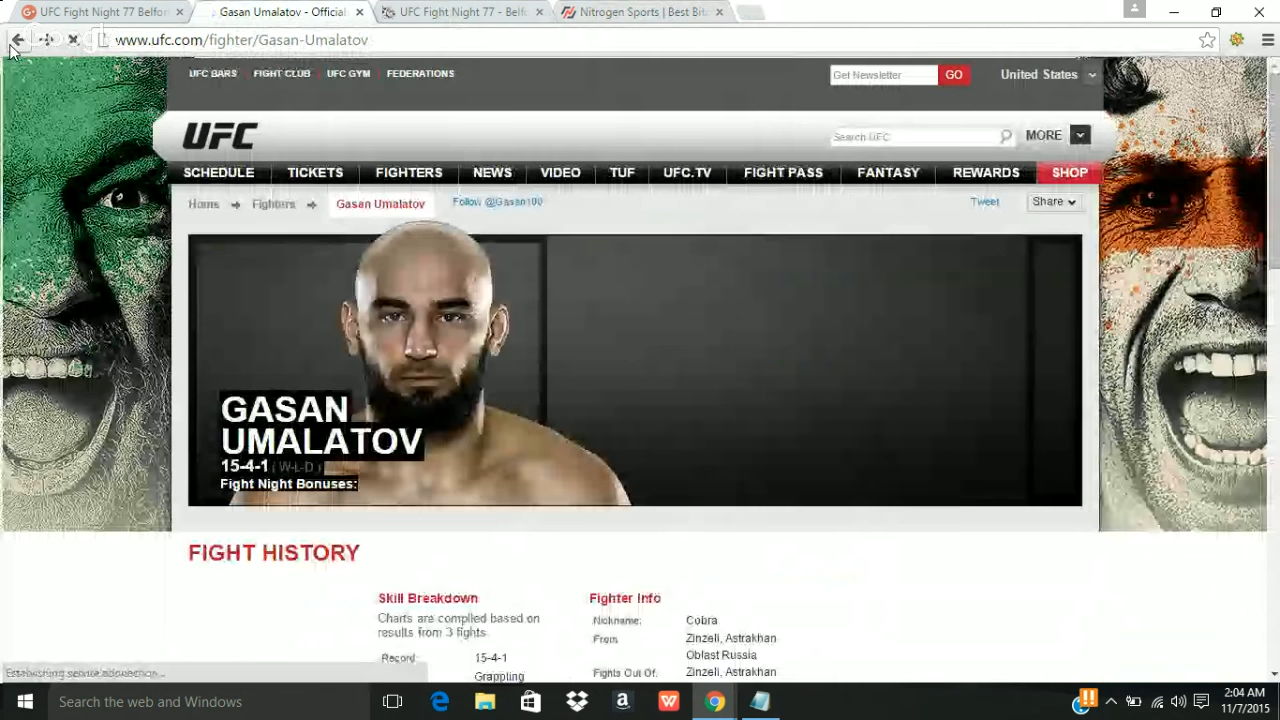 UFC Fight Night 77 Belfor
Gasan Umalatov - Official
UFC Fight Night 77 - Belf
Nitrogen Sports | Best Bit
www.ufc.com/fighter/Gasan-Umalatov
UFC BARS FIGHT CLUB UFC GYM FEDERATIONS
Get Newsletter GO United States
UFC
Search UFC MORE
SCHEDULE TICKETS FIGHTERS NEWS VIDEO TUF UFC.TV FIGHT PASS FANTASY REWARDS SHOP
Home Fighters Gasan Umalatov Follow @Gasan100 Tweet Share
GASAN
UMALATOV
15-4-1 (W-L-D)
Fight Night Bonuses:
FIGHT HISTORY
Skill Breakdown
Charts are compiled based on
results from 3 fights.
Record: 15-4-1
Grappling
Fighter Info
Nickname: Cobra
From: Zinzeli, Astrakhan
Oblast Russia
Fights Out Of: Zinzeli, Astrakhan
Search the web and Windows
2:04 AM
11/7/2015